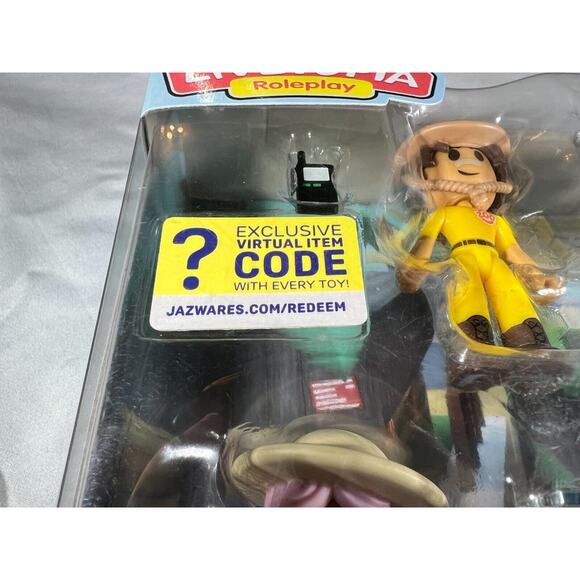 Roleplay
?
EXCLUSIVE
VIRTUAL ITEM
CODE
WITH EVERY TOY!
JAZWARES.COM/REDEEM